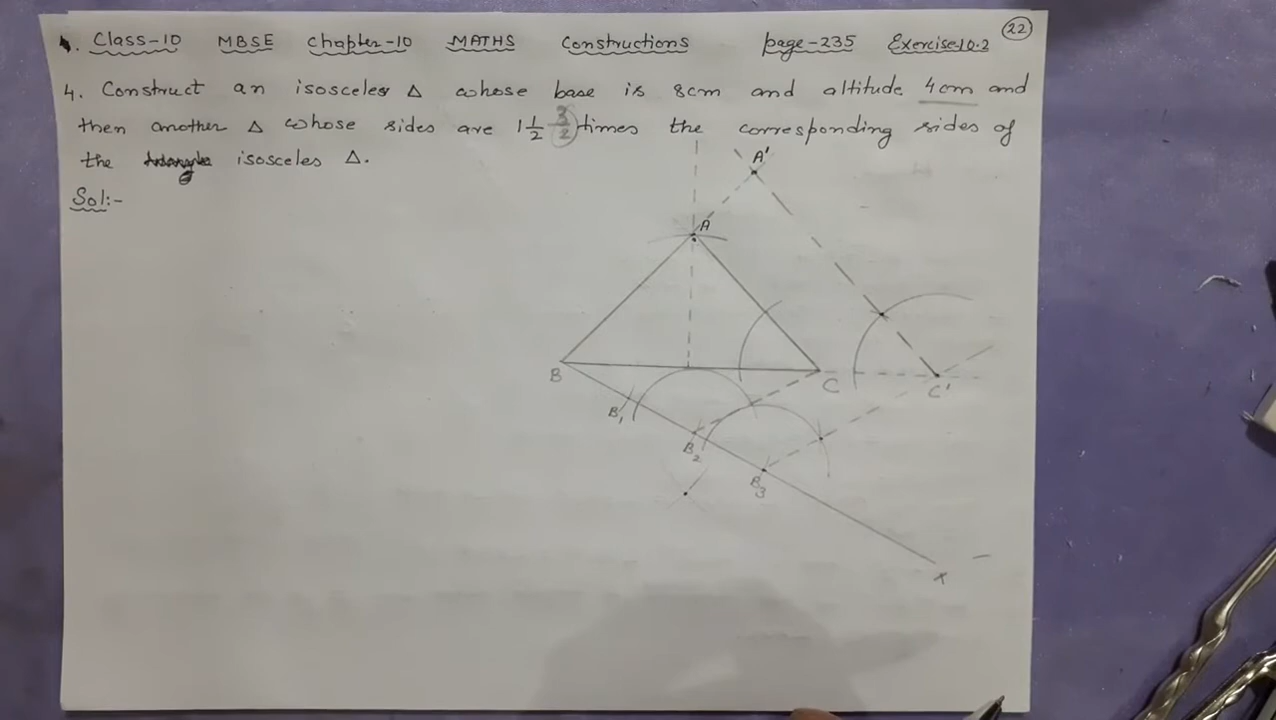 22
Class-10 MBSE Chapter-10 MATHS Constructions page-235 Exercise10.2
4. Construct an isosceles Δ whose base is 8cm and altitude 4cm and
then another Δ whose sides are 1 1/2 3/2 times the corresponding sides of
the isosceles Δ.
Sol:-
A'
A
B
C
C'
B1
B2
B3
X